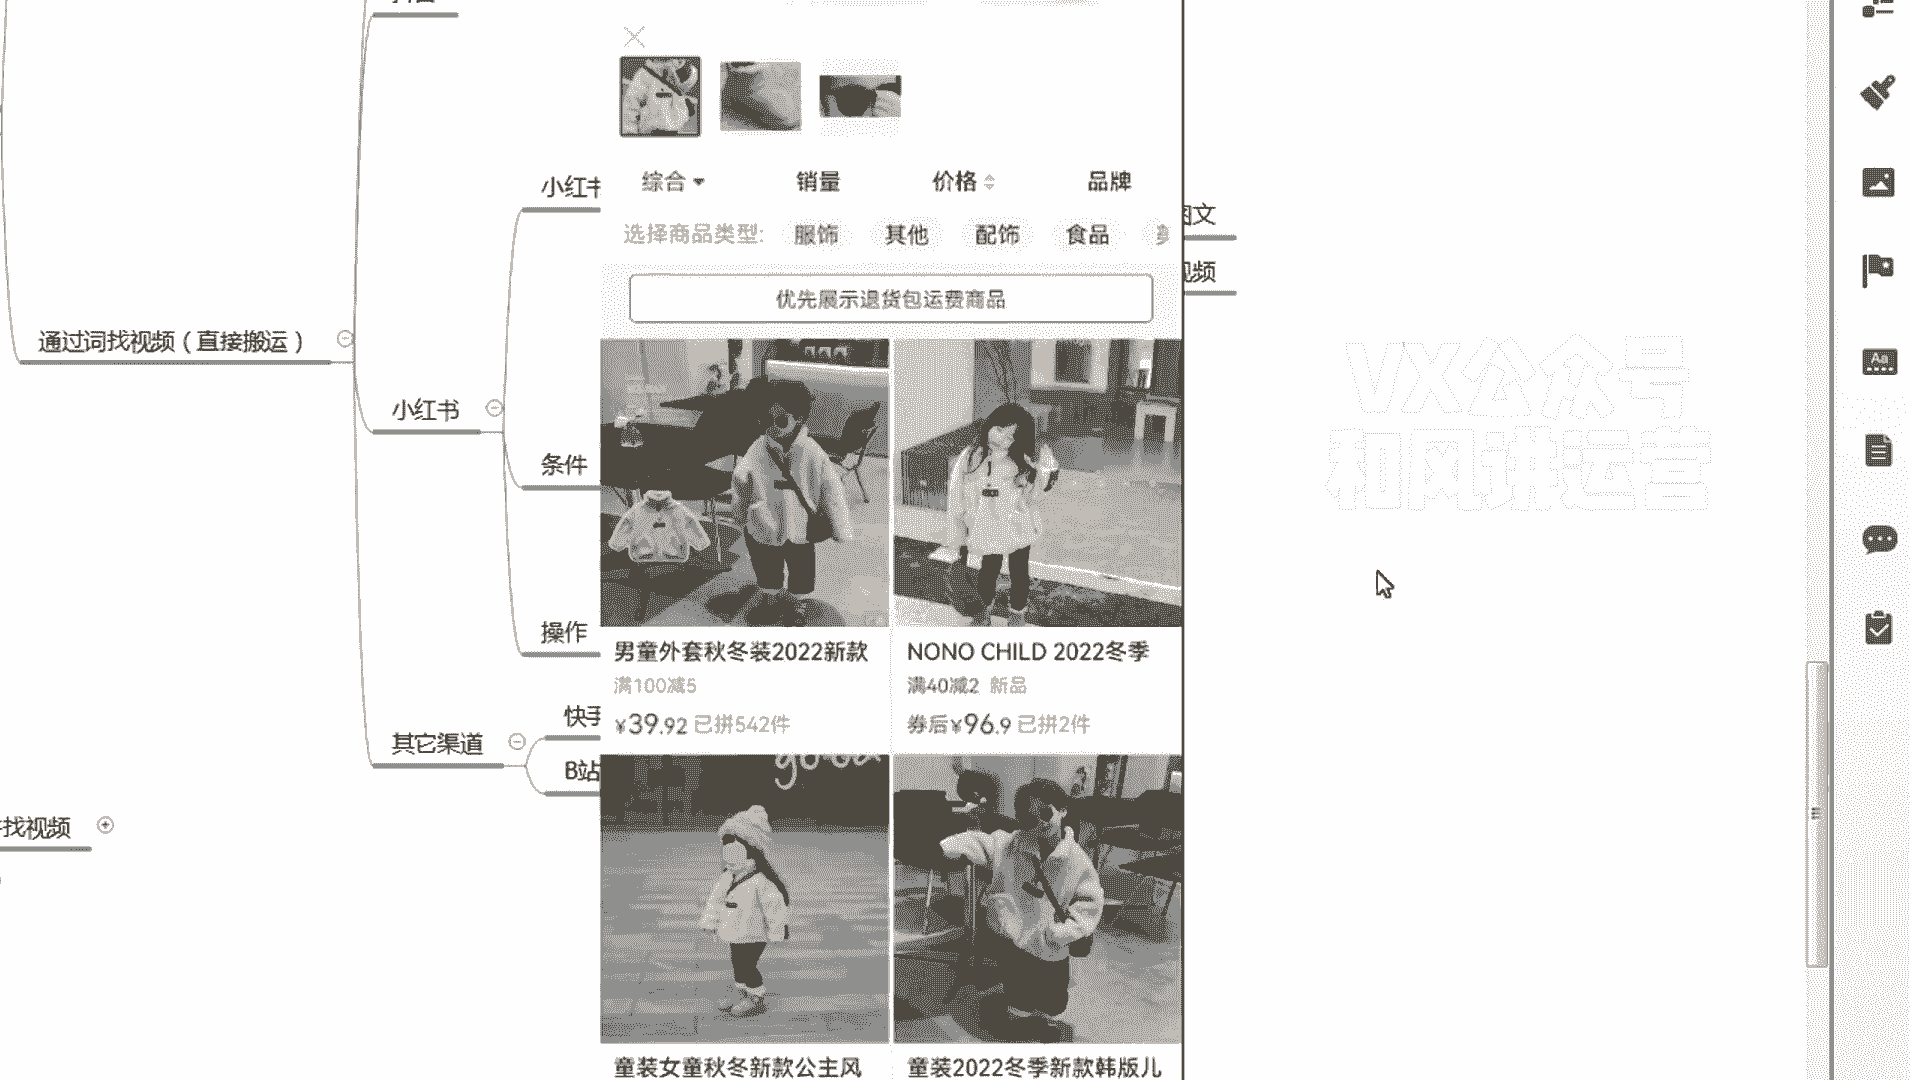 综合
销量
价格
品牌
选择商品类型:
服饰
其他
配饰
食品
优先展示退货包运费商品
男童外套秋冬装2022新款
满100减5
¥39.92 已拼542件
NONO CHILD 2022冬季
满40减2 新品
券后¥96.9 已拼2件
童装女童秋冬新款公主风
童装2022冬季新款韩版儿
通过词找视频（直接搬运）
小红书
小红书
条件
操作
其它渠道
快手
B站
找视频
图文
视频
VX公众号
和风讲运营
Aa